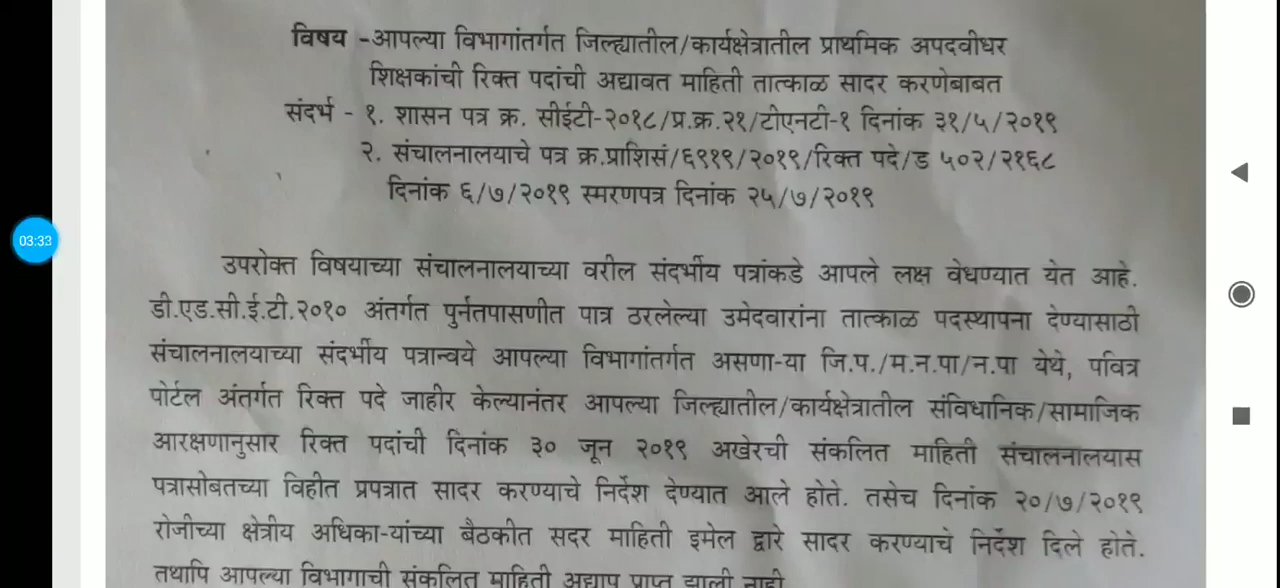 विषय -आपल्या विभागांतर्गत जिल्ह्यातील/कार्यक्षेत्रातील प्राथमिक अपदवीधर
शिक्षकांची रिक्त पदांची अद्यावत माहिती तात्काळ सादर करणेबाबत
संदर्भ - १. शासन पत्र क्र. सीईटी-२०१८/प्र.क्र.२१/टीएनटी-१ दिनांक ३१/५/२०१९
२. संचालनालयाचे पत्र क्र.प्राशिसं/६९१९/२०१९/रिक्त पदे/ड ५०२/२१६८
दिनांक ६/७/२०१९ स्मरणपत्र दिनांक २५/७/२०१९
03:33
उपरोक्त विषयाच्या संचालनालयाच्या वरील संदर्भीय पत्रांकडे आपले लक्ष वेधण्यात येत आहे.
डी.एड.सी.ई.टी.२०१० अंतर्गत पुर्नतपासणीत पात्र ठरलेल्या उमेदवारांना तात्काळ पदस्थापना देण्यासाठी
संचालनालयाच्या संदर्भीय पत्रान्वये आपल्या विभागांतर्गत असणा-या जि.प./म.न.पा/न.पा येथे, पवित्र
पोर्टल अंतर्गत रिक्त पदे जाहीर केल्यानंतर आपल्या जिल्ह्यातील/कार्यक्षेत्रातील संविधानिक/सामाजिक
आरक्षणानुसार रिक्त पदांची दिनांक ३० जून २०१९ अखेरची संकलित माहिती संचालनालयास
पत्रासोबतच्या विहीत प्रपत्रात सादर करण्याचे निर्देश देण्यात आले होते. तसेच दिनांक २०/७/२०१९
रोजीच्या क्षेत्रीय अधिका-यांच्या बैठकीत सदर माहिती इमेल द्वारे सादर करण्याचे निर्देश दिले होते.
तथापि आपल्या विभागाची संकलित माहिती अद्याप प्राप्त झाली नाही